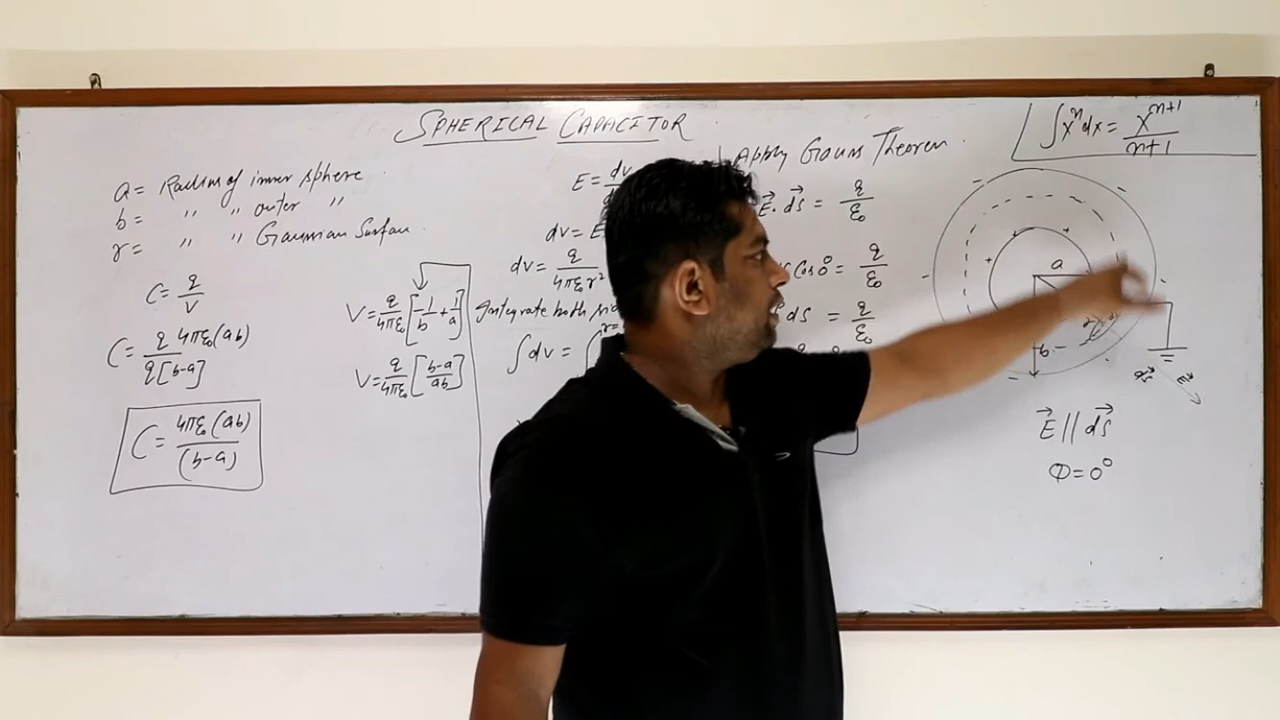 SPHERICAL CAPACITOR
a = Radius of inner sphere
b = " " outer "
r = " " Gaussian Surface
C = q/V
C = q 4πε₀(ab) / q[b-a]
C = 4πε₀(ab) / (b-a)
V = q/4πε₀ [-1/b + 1/a]
V = q/4πε₀ [b-a/ab]
E = dv/
dv = E
dv = q/4πε₀r²
Integrate both
∫dv = ∫
Apply Gauss Theorem
E⃗. ds⃗ = q/ε₀
Cos0° = q/ε₀
ds = q/ε₀
∫xⁿdx = xⁿ⁺¹/n+1
- - - -
+ + +
a
b
ds⃗ E⃗
E⃗ // ds⃗
Φ = 0°